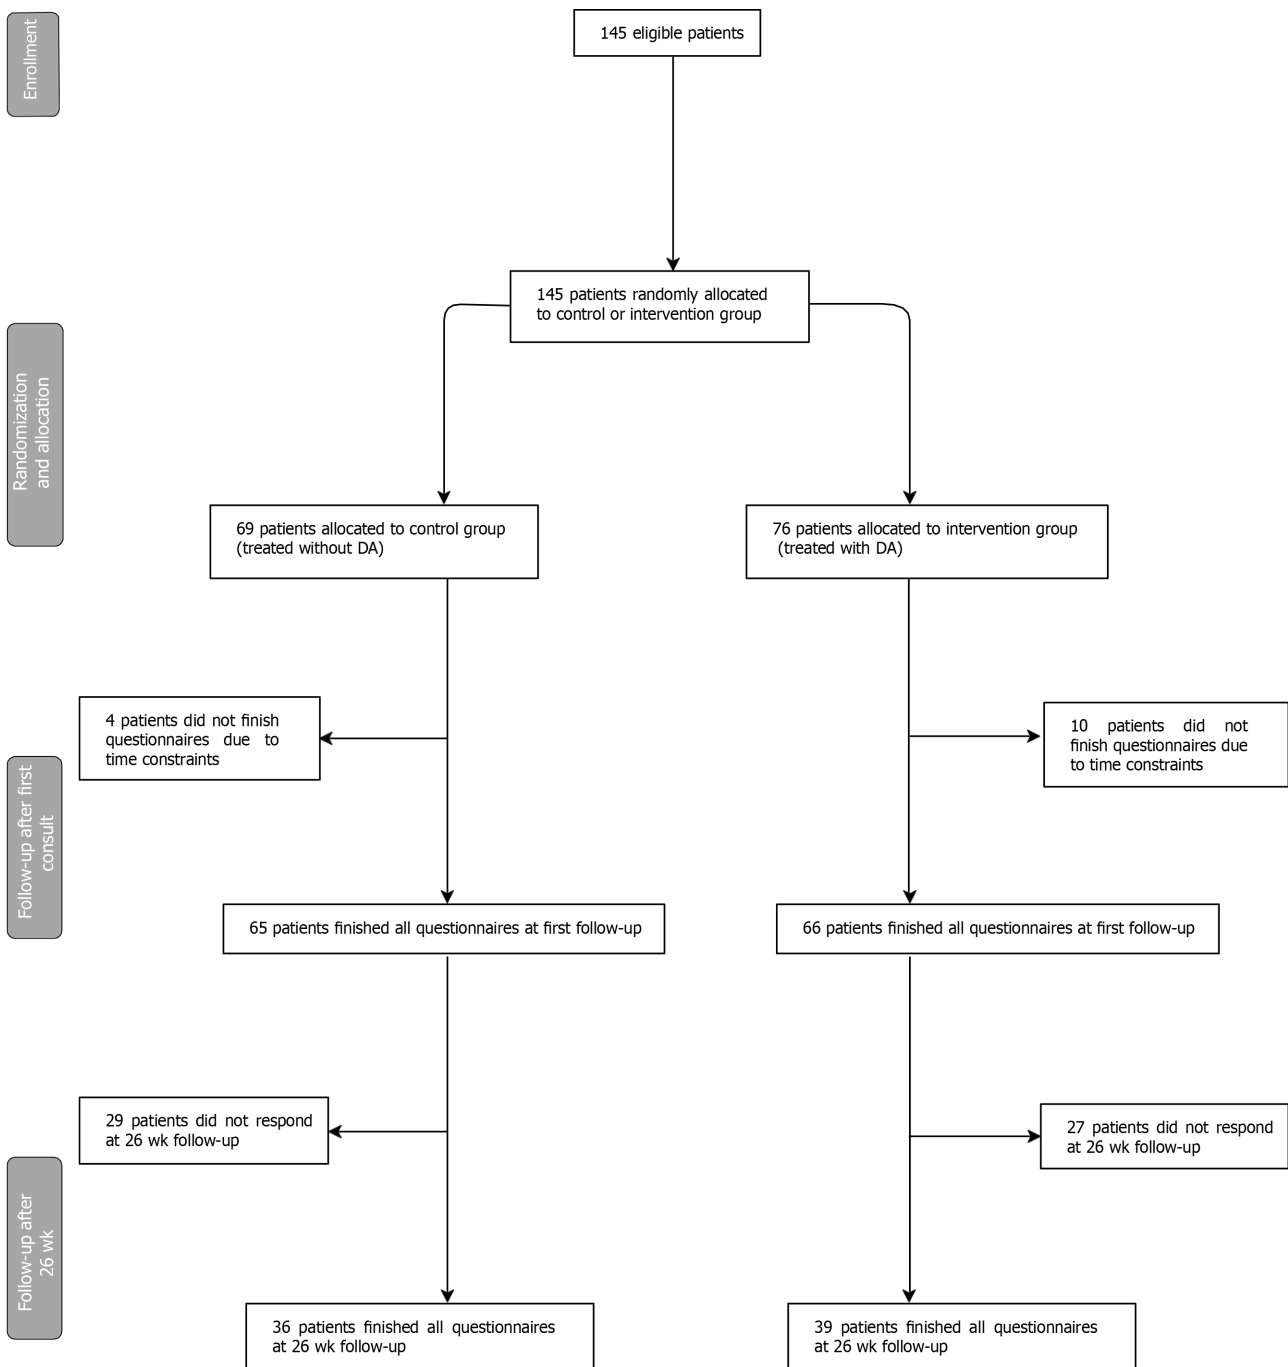 Enrollment
145 eligible patients
Randomization
and allocation
145 patients randomly allocated
to control or intervention group
69 patients allocated to control group
(treated without DA)
76 patients allocated to intervention group
(treated with DA)
Follow-up after first
consult
4 patients did not finish
questionnaires due to
time constraints
10 patients did not
finish questionnaires due
to time constraints
65 patients finished all questionnaires at first follow-up
66 patients finished all questionnaires at first follow-up
Follow-up after
26 wk
29 patients did not respond
at 26 wk follow-up
27 patients did not respond
at 26 wk follow-up
36 patients finished all questionnaires
at 26 wk follow-up
39 patients finished all questionnaires
at 26 wk follow-up